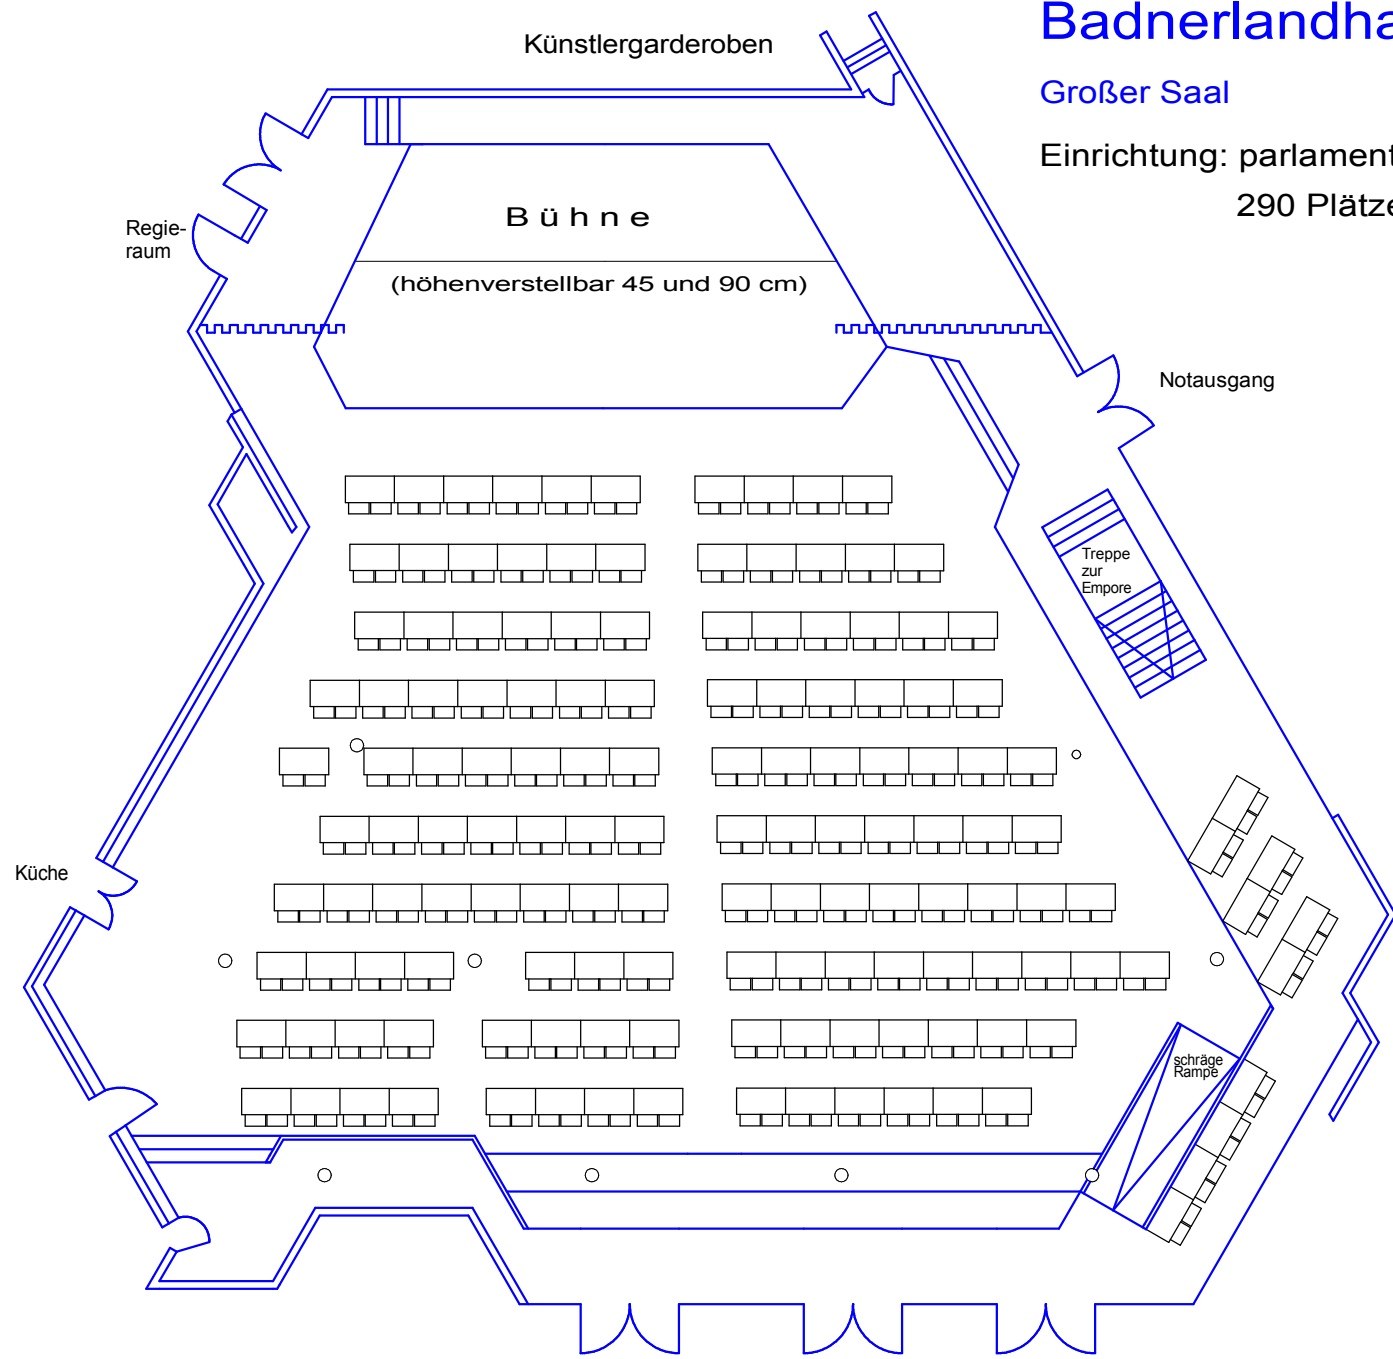 Badnerlandha
Künstlergarderoben
Großer Saal
Einrichtung: parlament
290 Plätze
Bühne
Regie-
raum
(höhenverstellbar 45 und 90 cm)
Notausgang
Treppe
zur
Empore
Küche
schräge
Rampe